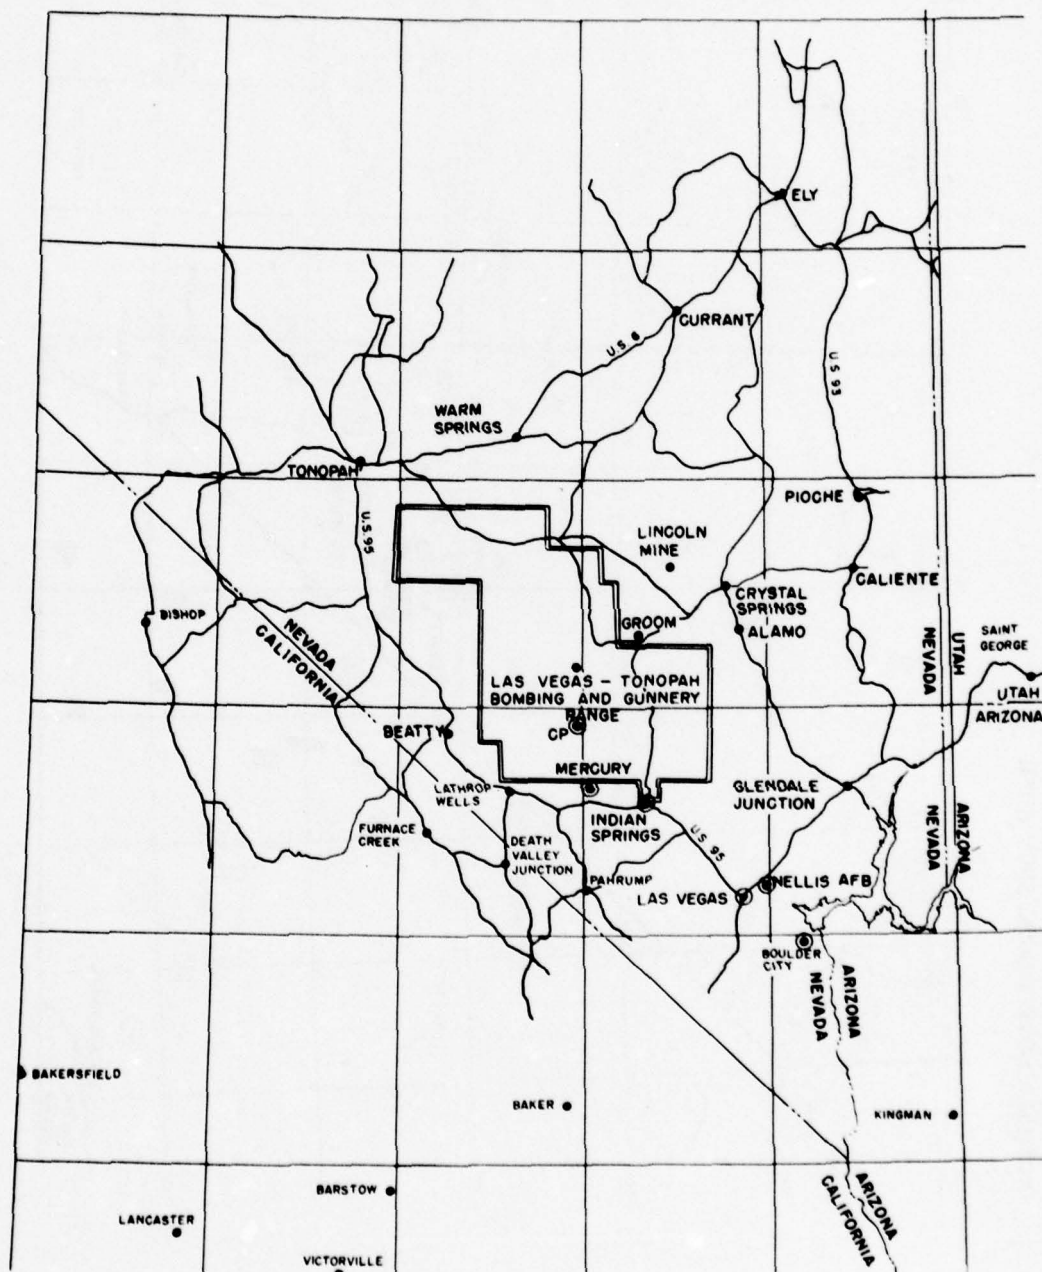 ELY
CURRANT
U.S. 6
U.S 93
WARM
SPRINGS
TONOPAH
PIOCHE
U.S. 95
LINCOLN
MINE
CALIENTE
CRYSTAL
SPRINGS
BISHOP
GROOM
ALAMO
NEVADA
CALIFORNIA
UTAH
NEVADA
SAINT
GEORGE
LAS VEGAS – TONOPAH
BOMBING AND GUNNERY
RANGE
UTAH
ARIZONA
BEATTY
CP
MERCURY
LATHROP
WELLS
GLENDALE
JUNCTION
INDIAN
SPRINGS
ARIZONA
NEVADA
FURNACE
CREEK
DEATH
VALLEY
JUNCTION
U.S 95
PAHRUMP
NELLIS AFB
LAS VEGAS
BOULDER
CITY
ARIZONA
NEVADA
BAKERSFIELD
BAKER
KINGMAN
BARSTOW
ARIZONA
CALIFORNIA
LANCASTER
VICTORVILLE